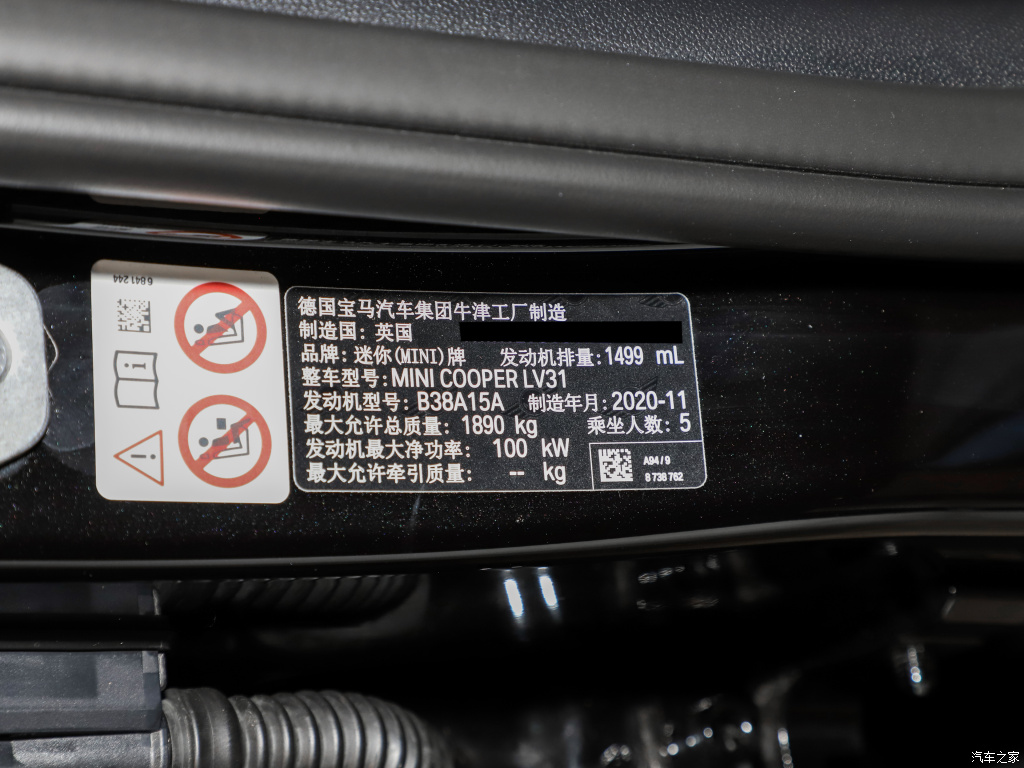 6 841 244
德国宝马汽车集团牛津工厂制造
制造国: 英国
品牌: 迷你(MINI)牌 发动机排量:1499 mL
整车型号:MINI COOPER LV31
发动机型号: B38A15A 制造年月: 2020-11
最大允许总质量: 1890 kg 乘坐人数: 5
发动机最大净功率: 100 kW
最大允许牵引质量: -- kg
A94 / 9
8 738 762
汽车之家